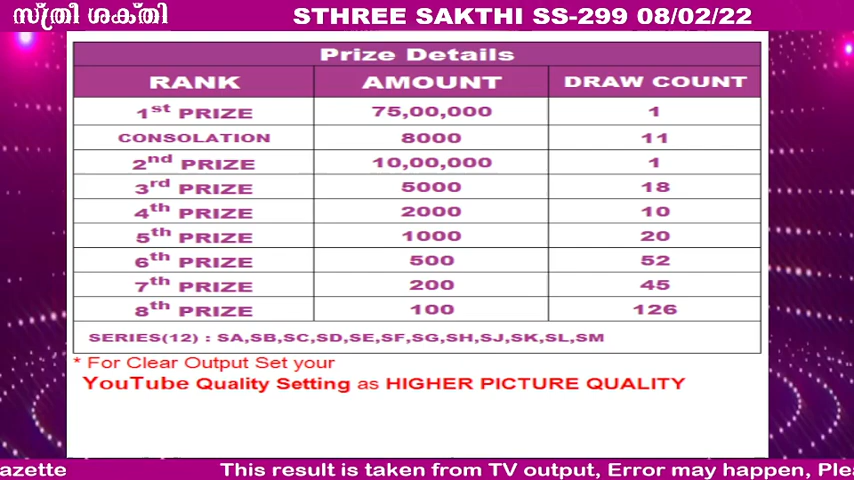 സ്ത്രീ ശക്തി STHREE SAKTHI SS-299 08/02/22
Prize Details
RANK AMOUNT DRAW COUNT
1st PRIZE 75,00,000 1
CONSOLATION 8000 11
2nd PRIZE 10,00,000 1
3rd PRIZE 5000 18
4th PRIZE 2000 10
5th PRIZE 1000 20
6th PRIZE 500 52
7th PRIZE 200 45
8th PRIZE 100 126
SERIES(12) : SA,SB,SC,SD,SE,SF,SG,SH,SJ,SK,SL,SM
* For Clear Output Set your
YouTube Quality Setting as HIGHER PICTURE QUALITY
azette This result is taken from TV output, Error may happen, Plea